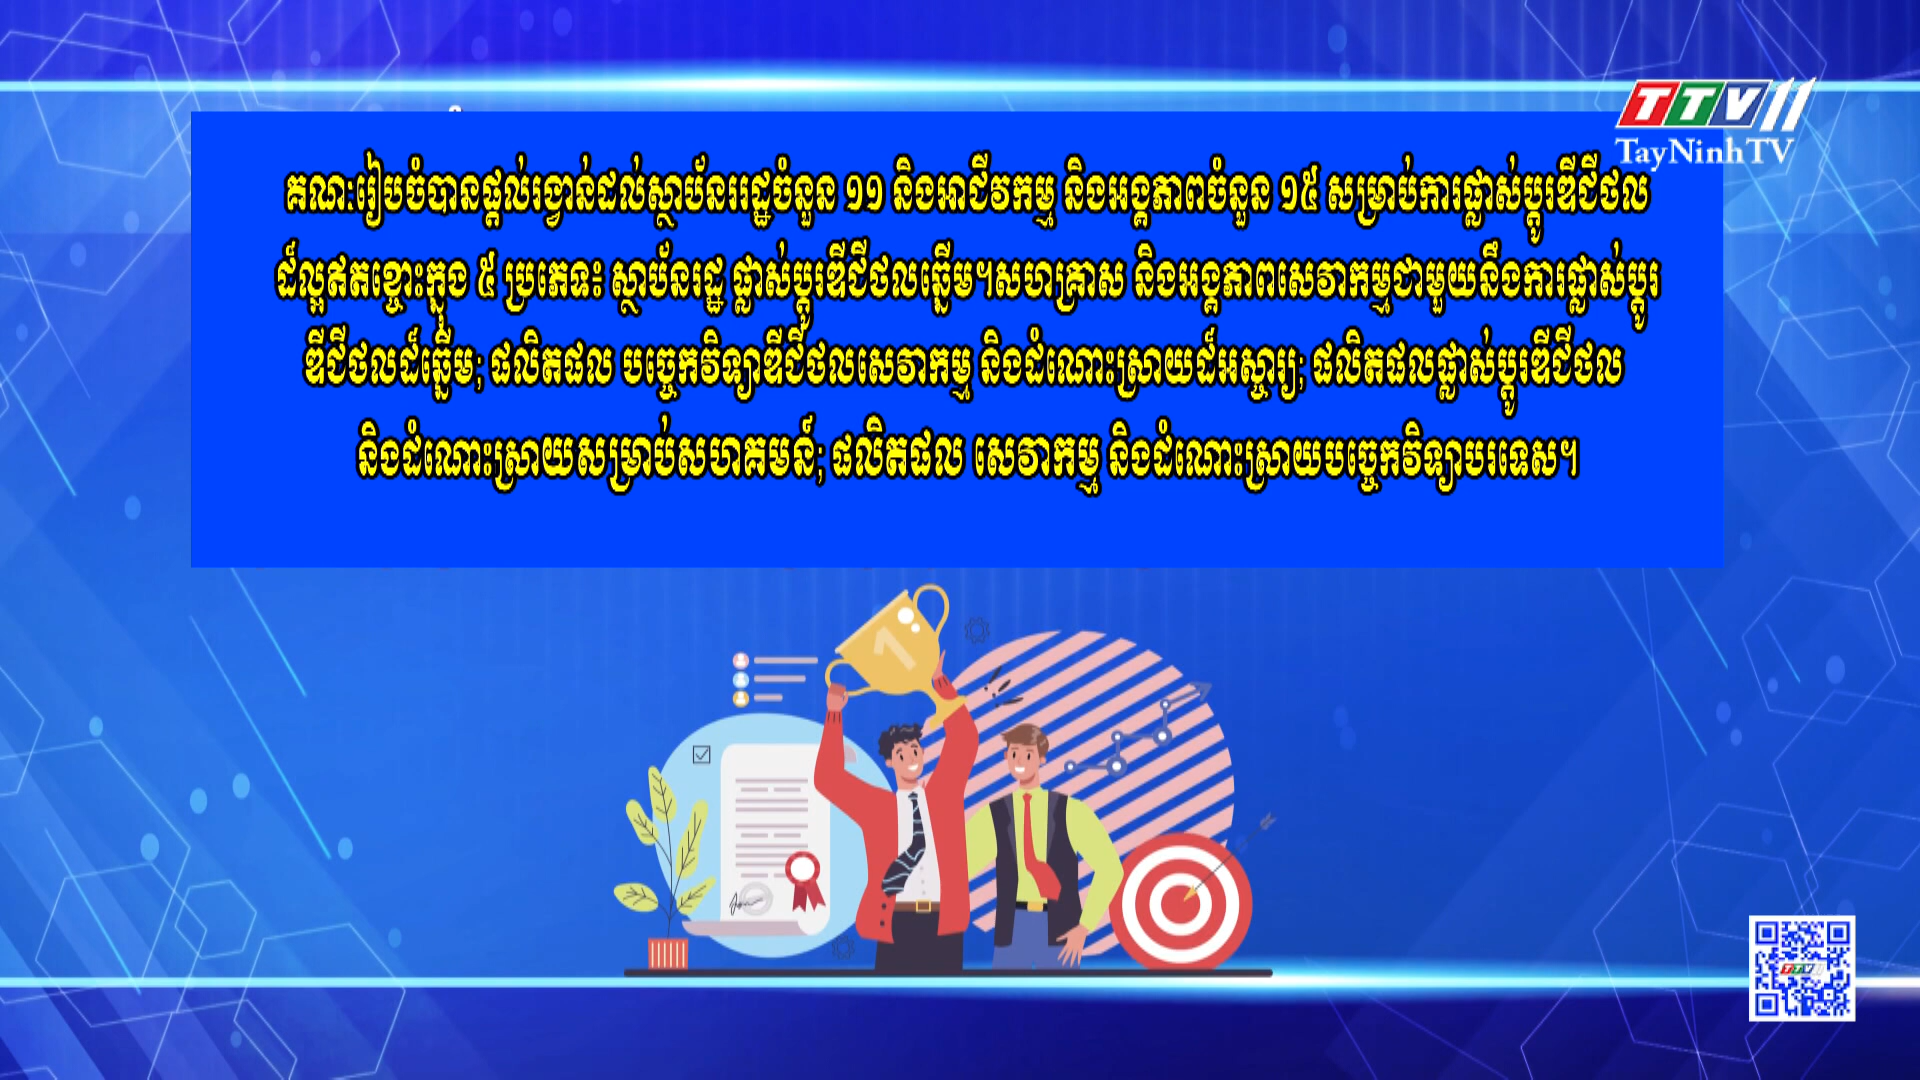 TTV11
TayNinhTV
គណៈរៀបចំបានផ្តល់រង្វាន់ដល់ស្ថាប័នររដ្ឋចំនួន ១១ និងអាជីវកម្ម និងអង្គភាពចំនួន ១៥ សម្រាប់ការផ្លាស់ប្តូរឌីជីថល
ដ៏ល្អឥតខ្ចោះក្នុង ៥ ប្រភេទ៖ ស្ថាប័នរដ្ឋ ផ្លាស់ប្តូរឌីជីថលឆ្នើម។សហគ្រាស និងអង្គភាពសេវាកម្មជាមួយនឹងការផ្លាស់ប្តូរ
ឌីជីថលដ៏ឆ្នើម; ផលិតផល បច្ចេកវិទ្យាឌីជីថលសេវាកម្ម និងដំណោះស្រាយដ៏អស្ចារ្យ; ផលិតផលផ្លាស់ប្តូរឌីជីថល
និងដំណោះស្រាយសម្រាប់សហគមន៍; ផលិតផល សេវាកម្ម និងដំណោះស្រាយបច្ចេកវិទ្យាបរទេស។
1